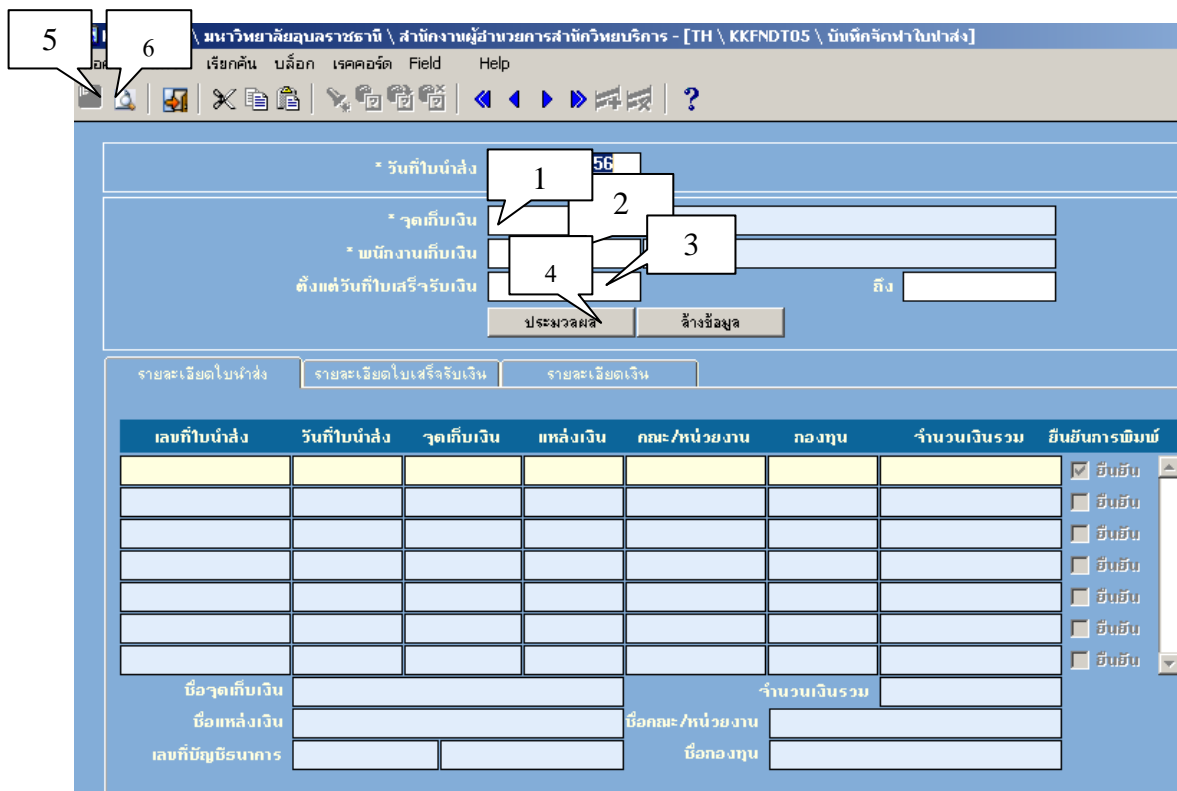 5
6
\ มหาวิทยาลัยอุบลราชธานี \ สำนักงานผู้อำนวยการสำนักวิทยบริการ - [TH \ KKFNDT05 \ บันทึกจัดทำใบนำส่ง]
เรียกค้น บล็อก เรคคอร์ด Field Help
?
* วันที่ใบนำส่ง 56
1
* จุดเก็บเงิน
2
* พนักงานเก็บเงิน
3
ตั้งแต่วันที่ใบเสร็จรับเงิน ถึง
4
ประมวลผล ล้างข้อมูล
รายละเอียดใบนำส่ง รายละเอียดใบเสร็จรับเงิน รายละเอียดเงิน
เลขที่ใบนำส่ง วันที่ใบนำส่ง จุดเก็บเงิน แหล่งเงิน คณะ/หน่วยงาน กองทุน จำนวนเงินรวม ยืนยันการพิมพ์
ยืนยัน
ยืนยัน
ยืนยัน
ยืนยัน
ยืนยัน
ยืนยัน
ยืนยัน
ชื่อจุดเก็บเงิน จำนวนเงินรวม
ชื่อแหล่งเงิน ชื่อคณะ/หน่วยงาน
เลขที่บัญชีธนาคาร ชื่อกองทุน